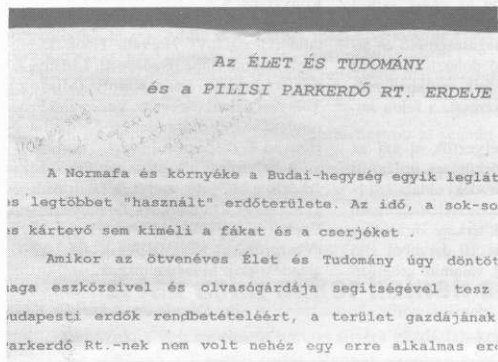 Az ÉLET ÉS TUDOMÁNY
és a PILISI PARKERDŐ RT. ERDEJE
A Normafa és környéke a Budai-hegység egyik leglát
és legtöbbet "használt" erdőterülete. Az idő, a sok-so
és kártevő sem kíméli a fákat és a cserjéket .
Amikor az ötvenéves Élet és Tudomány úgy döntöt
maga eszközeivel és olvasógárdája segítségével tesz
budapesti erdők rendbetételéért, a terület gazdájának
Parkerdő Rt.-nek nem volt nehéz egy erre alkalmas erd